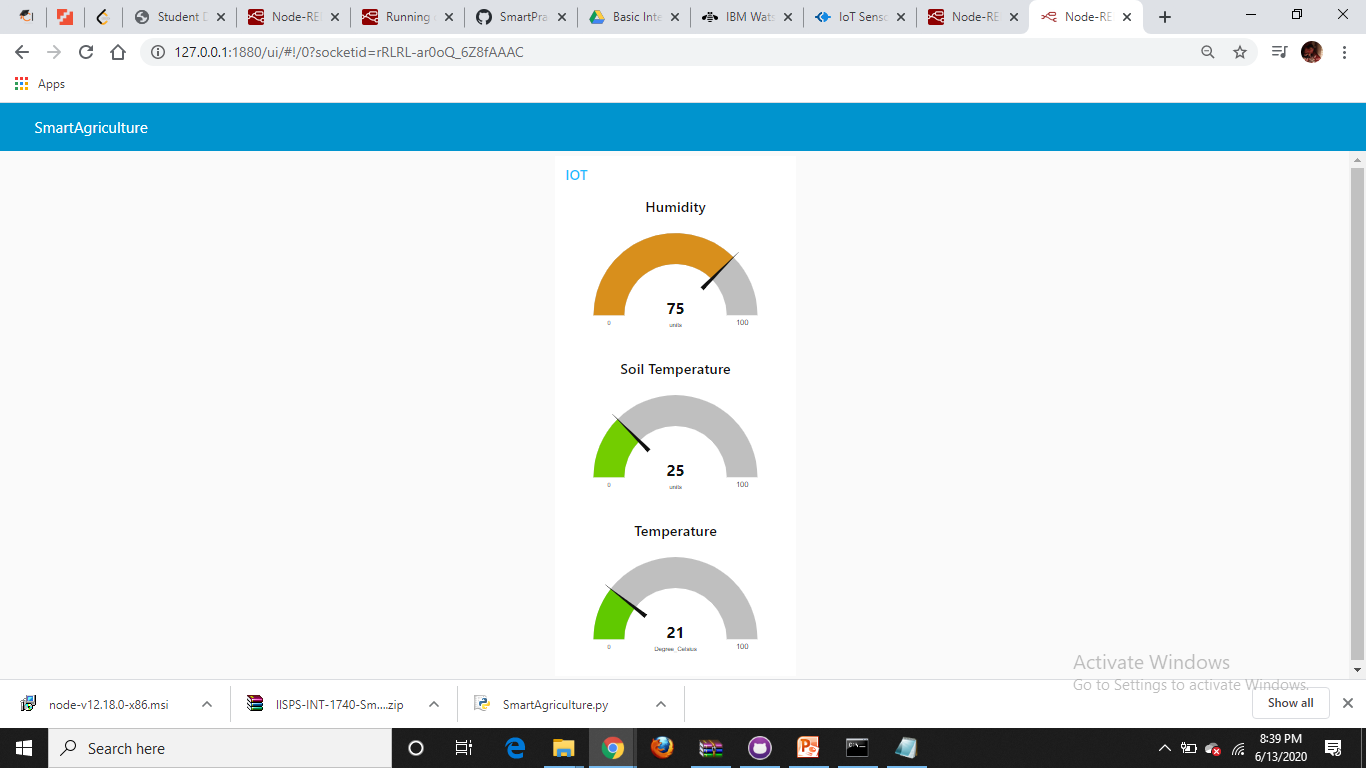 Student D
Node-RE
Running
SmartPra
Basic Inte
IBM Wats
IoT Senso
Node-RE
Node-RE
127.0.0.1:1880/ui/#!/0?socketid=rRLRL-ar0oQ_6Z8fAAAC
Apps
SmartAgriculture
IOT
Humidity
75
units
0 100
Soil Temperature
25
units
0 100
Temperature
21
Degree_Celsius
0 100
Activate Windows
Go to Settings to activate Windows.
node-v12.18.0-x86.msi
IISPS-INT-1740-Sm....zip
SmartAgriculture.py
Show all
Search here
8:39 PM
6/13/2020